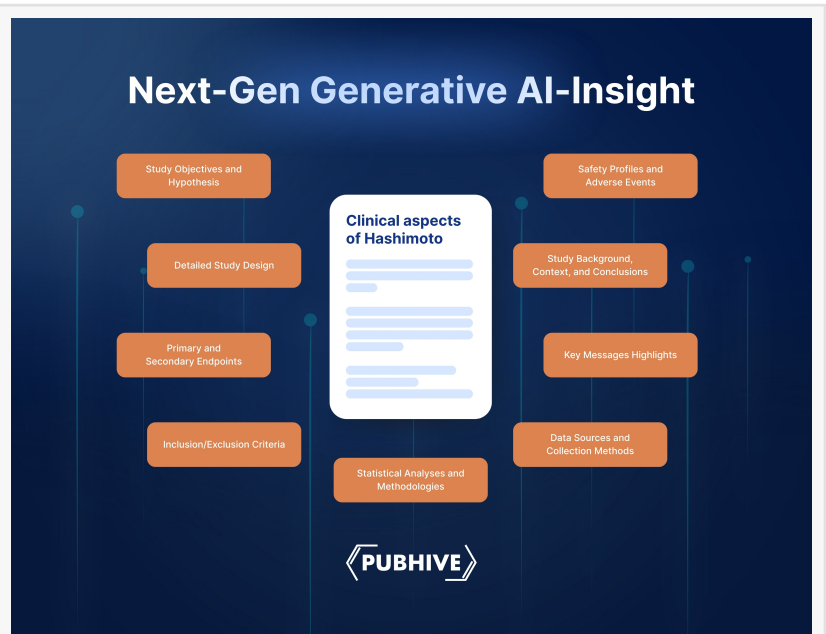 Next-Gen Generative AI-Insight
Study Objectives and
Hypothesis
Safety Profiles and
Adverse Events
Clinical aspects
of Hashimoto
Detailed Study Design
Study Background,
Context, and Conclusions
Primary and
Secondary Endpoints
Key Messages Highlights
Inclusion/Exclusion Criteria
Data Sources and
Collection Methods
Statistical Analyses and
Methodologies
PUBHIVE